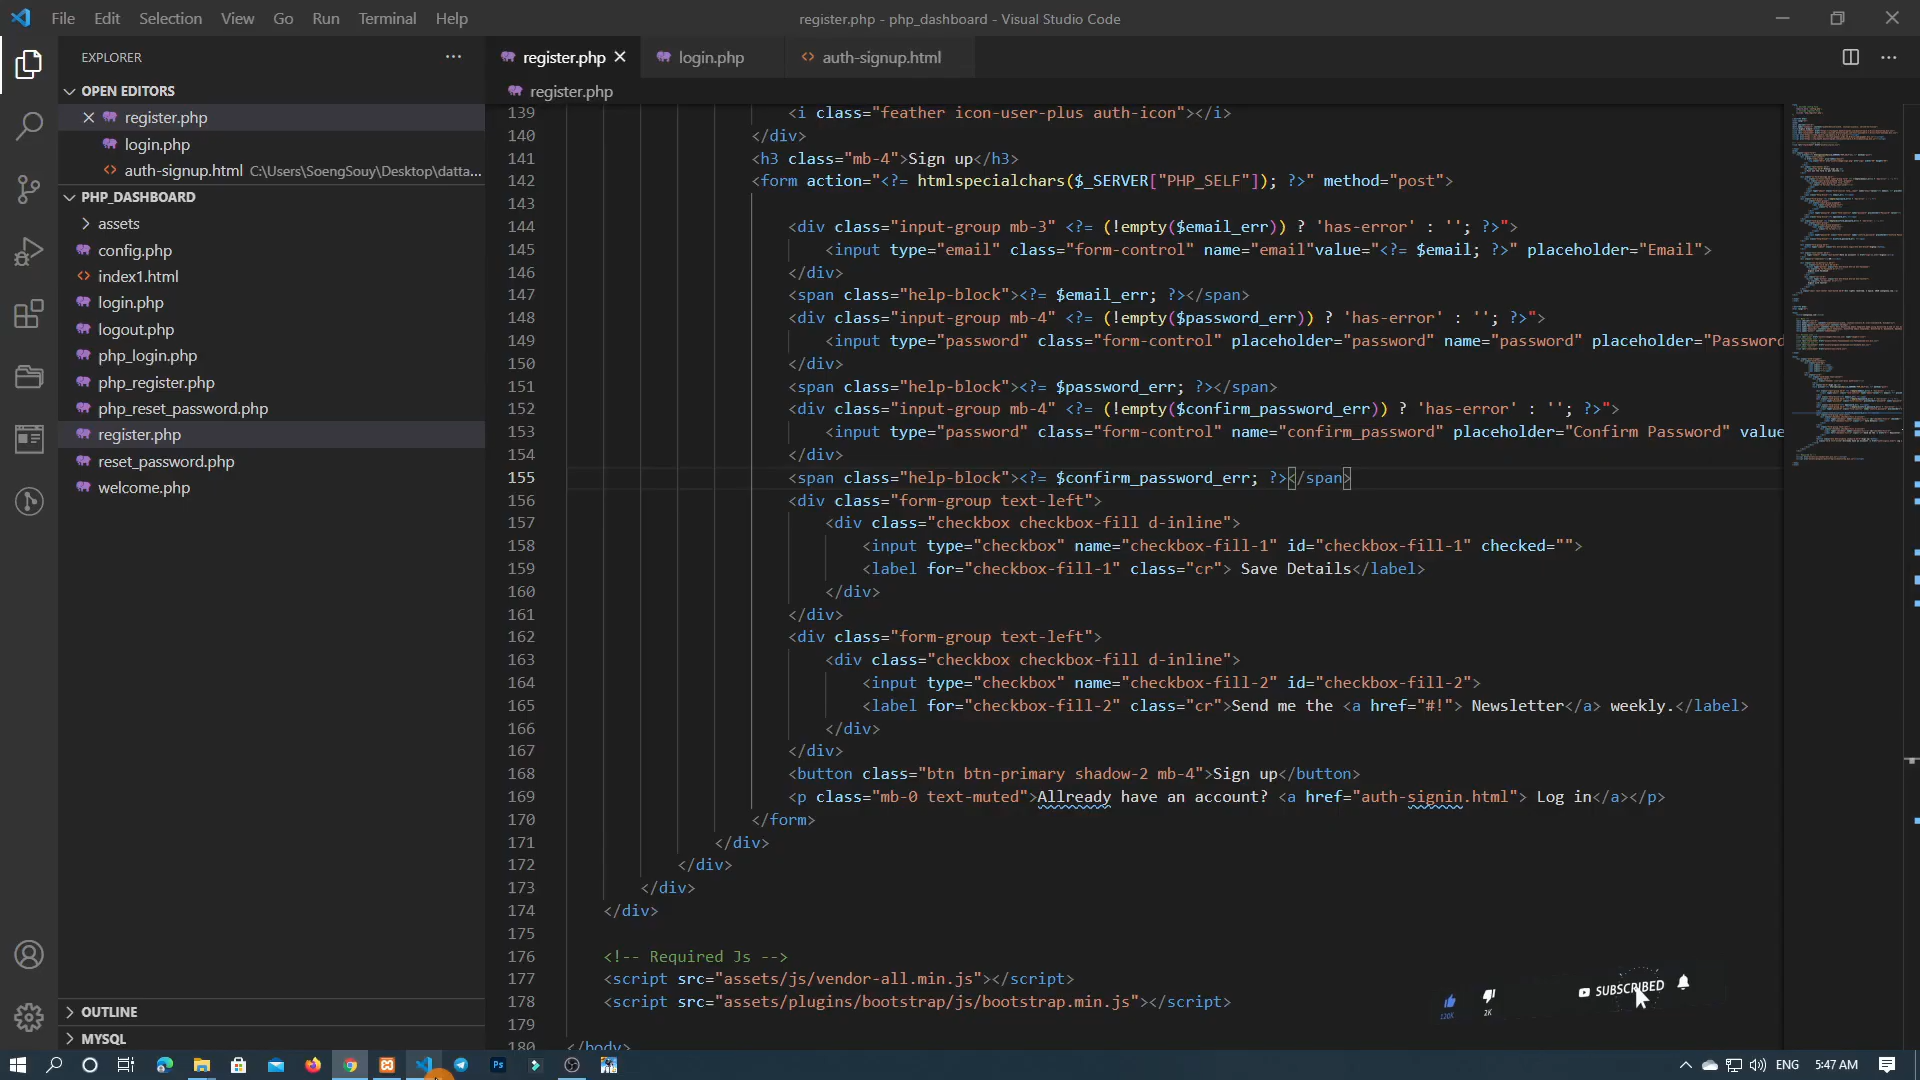 File Edit Selection View Go Run Terminal Help
register.php - php_dashboard - Visual Studio Code
EXPLORER
OPEN EDITORS
register.php
login.php
auth-signup.html C:\Users\SoengSouy\Desktop\datta...
PHP_DASHBOARD
assets
config.php
index1.html
login.php
logout.php
php_login.php
php_register.php
php_reset_password.php
register.php
reset_password.php
welcome.php
OUTLINE
MYSQL
register.php login.php auth-signup.html
register.php
139 <i class="feather icon-user-plus auth-icon"></i>
140 </div>
141 <h3 class="mb-4">Sign up</h3>
142 <form action="<?= htmlspecialchars($_SERVER["PHP_SELF"]); ?>" method="post">
143
144 <div class="input-group mb-3" <?= (!empty($email_err)) ? 'has-error' : ''; ?>">
145 <input type="email" class="form-control" name="email"value="<?= $email; ?>" placeholder="Email">
146 </div>
147 <span class="help-block"><?= $email_err; ?></span>
148 <div class="input-group mb-4" <?= (!empty($password_err)) ? 'has-error' : ''; ?>">
149 <input type="password" class="form-control" placeholder="password" name="password" placeholder="Password
150 </div>
151 <span class="help-block"><?= $password_err; ?></span>
152 <div class="input-group mb-4" <?= (!empty($confirm_password_err)) ? 'has-error' : ''; ?>">
153 <input type="password" class="form-control" name="confirm_password" placeholder="Confirm Password" value
154 </div>
155 <span class="help-block"><?= $confirm_password_err; ?></span>
156 <div class="form-group text-left">
157 <div class="checkbox checkbox-fill d-inline">
158 <input type="checkbox" name="checkbox-fill-1" id="checkbox-fill-1" checked="">
159 <label for="checkbox-fill-1" class="cr"> Save Details</label>
160 </div>
161 </div>
162 <div class="form-group text-left">
163 <div class="checkbox checkbox-fill d-inline">
164 <input type="checkbox" name="checkbox-fill-2" id="checkbox-fill-2">
165 <label for="checkbox-fill-2" class="cr">Send me the <a href="#!"> Newsletter</a> weekly.</label>
166 </div>
167 </div>
168 <button class="btn btn-primary shadow-2 mb-4">Sign up</button>
169 <p class="mb-0 text-muted">Allready have an account? <a href="auth-signin.html"> Log in</a></p>
170 </form>
171 </div>
172 </div>
173 </div>
174 </div>
175
176 <!-- Required Js -->
177 <script src="assets/js/vendor-all.min.js"></script>
178 <script src="assets/plugins/bootstrap/js/bootstrap.min.js"></script>
179
180 </body>
SUBSCRIBED
120K 2K
Ps
ENG 5:47 AM